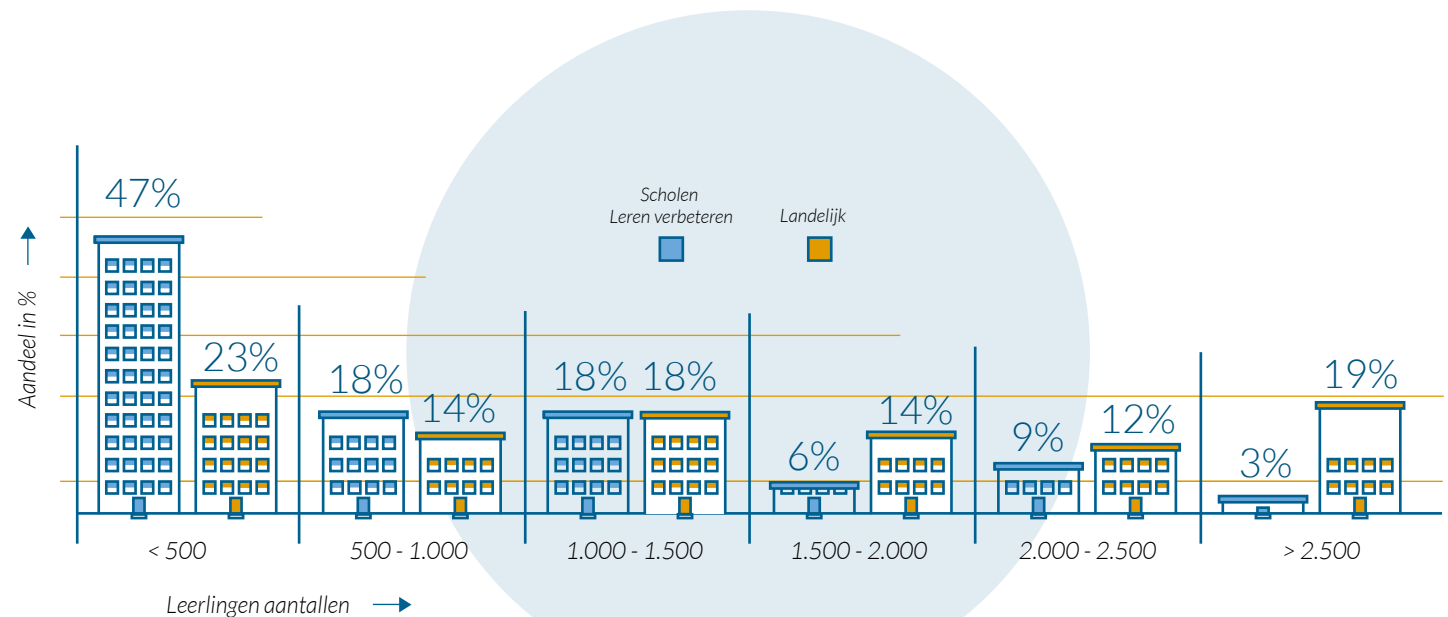 47%
Scholen
Leren verbeteren
Landelijk
Aandeel in %
23%
18%
14%
18%
18%
6%
14%
9%
12%
3%
19%
< 500
500 - 1.000
1.000 - 1.500
1.500 - 2.000
2.000 - 2.500
> 2.500
Leerlingen aantallen